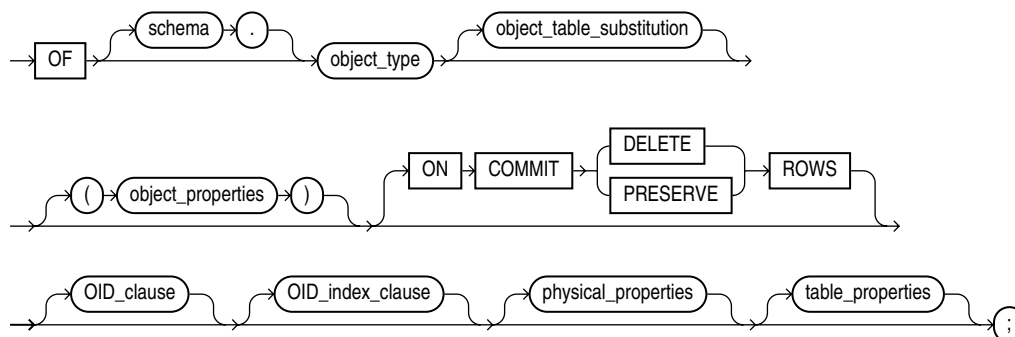 schema . object_table_substitution
OF object_type
DELETE
ON COMMIT ROWS
( object_properties ) PRESERVE
OID_clause OID_index_clause physical_properties table_properties
;